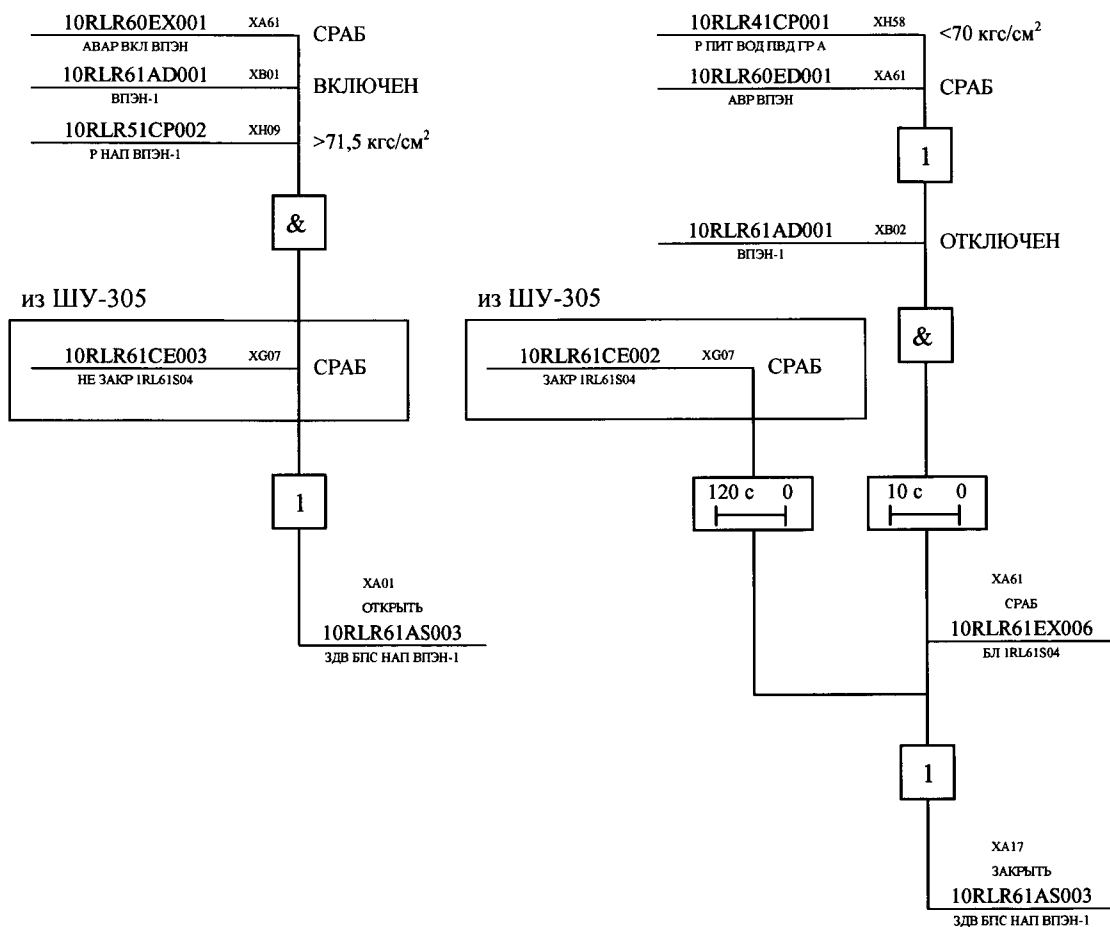 10RLR60EX001 XA61 СРАБ
АВАР ВКЛ ВПЭН
10RLR61AD001 XB01 ВКЛЮЧЕН
ВПЭН-1
10RLR51CP002 XH09 >71,5 кгс/см²
Р НАП ВПЭН-1
&
из ШУ-305
10RLR61CE003 XG07 СРАБ
НЕ ЗАКР 1RL61S04
1
XA01
ОТКРЫТЬ
10RLR61AS003
ЗДВ БПС НАП ВПЭН-1
10RLR41CP001 XH58 <70 кгс/см²
Р ПИТ ВОД ПВД ГР А
10RLR60ED001 XA61 СРАБ
АВР ВПЭН
1
10RLR61AD001 XB02 ОТКЛЮЧЕН
ВПЭН-1
&
из ШУ-305
10RLR61CE002 XG07 СРАБ
ЗАКР 1RL61S04
120 с 0
10 с 0
XA61
СРАБ
10RLR61EX006
БЛ 1RL61S04
1
XA17
ЗАКРЫТЬ
10RLR61AS003
ЗДВ БПС НАП ВПЭН-1